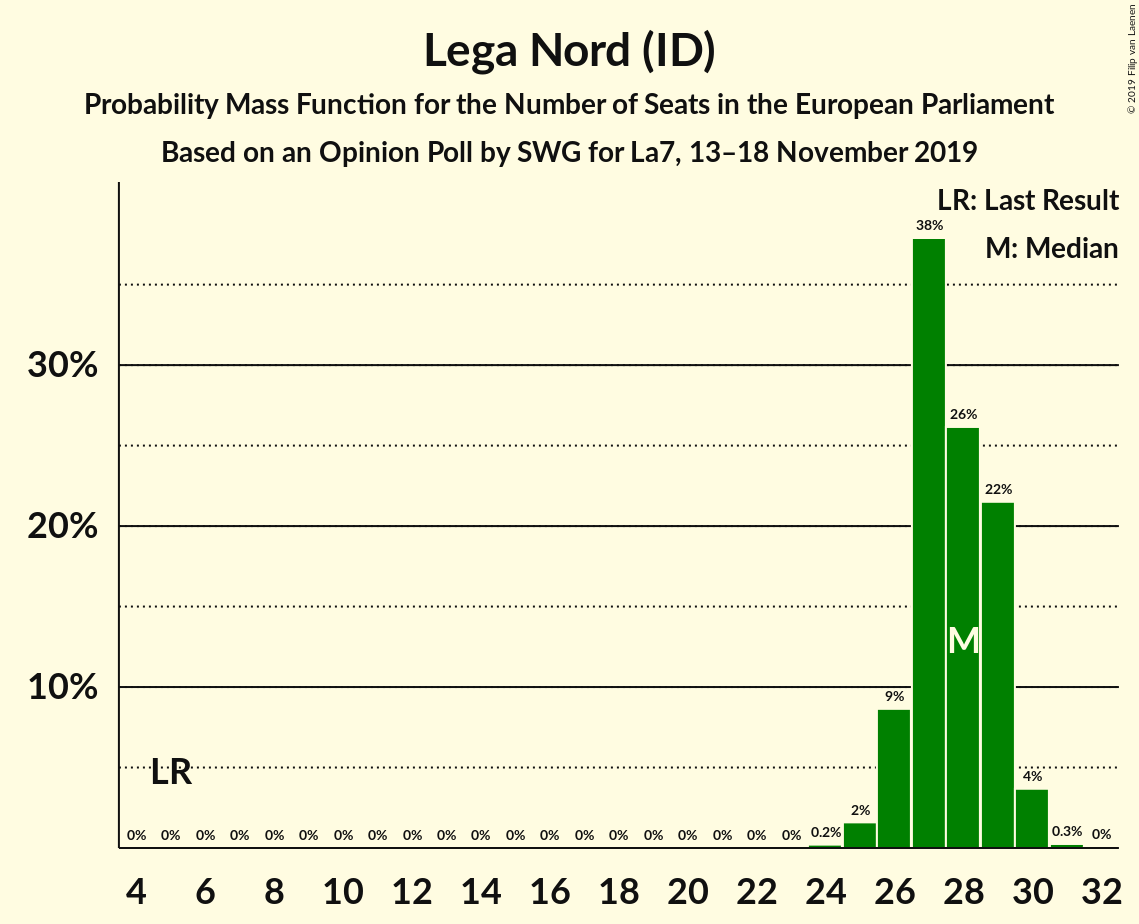 Lega Nord (ID)
Probability Mass Function for the Number of Seats in the European Parliament
Based on an Opinion Poll by SWG for La7, 13–18 November 2019
© 2019 Filip van Laenen
LR: Last Result
M: Median
38%
30%
26%
22%
20%
M
10%
9%
LR
4%
2%
0% 0% 0% 0% 0% 0% 0% 0% 0% 0% 0% 0% 0% 0% 0% 0% 0% 0% 0% 0% 0.2% 0.3% 0%
4 6 8 10 12 14 16 18 20 22 24 26 28 30 32